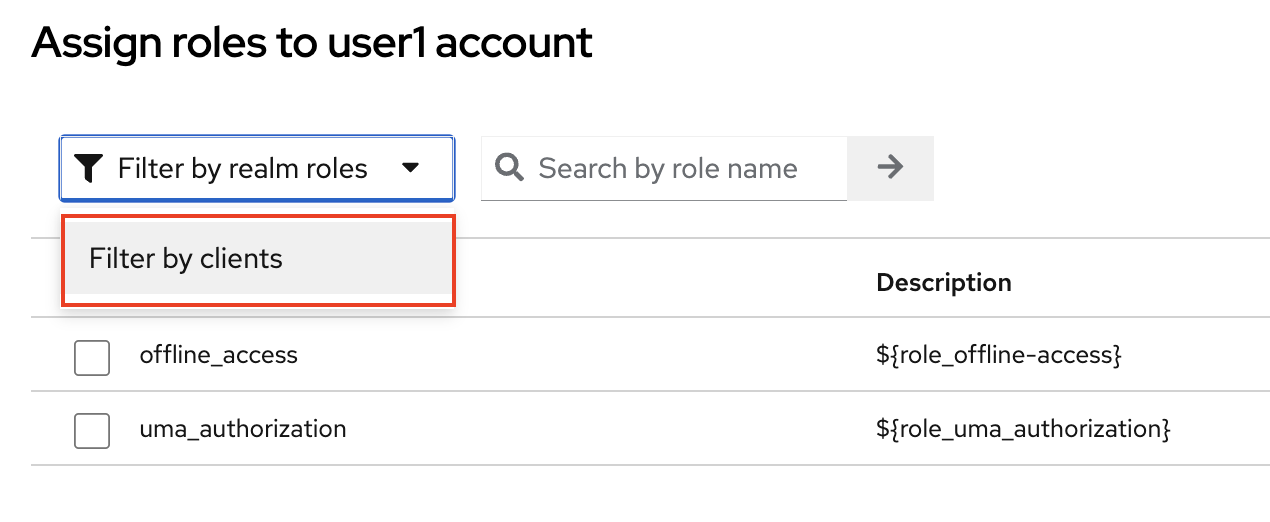 Assign roles to user1 account
Filter by realm roles
Search by role name
Filter by clients
Description
offline_access ${role_offline-access}
uma_authorization ${role_uma_authorization}